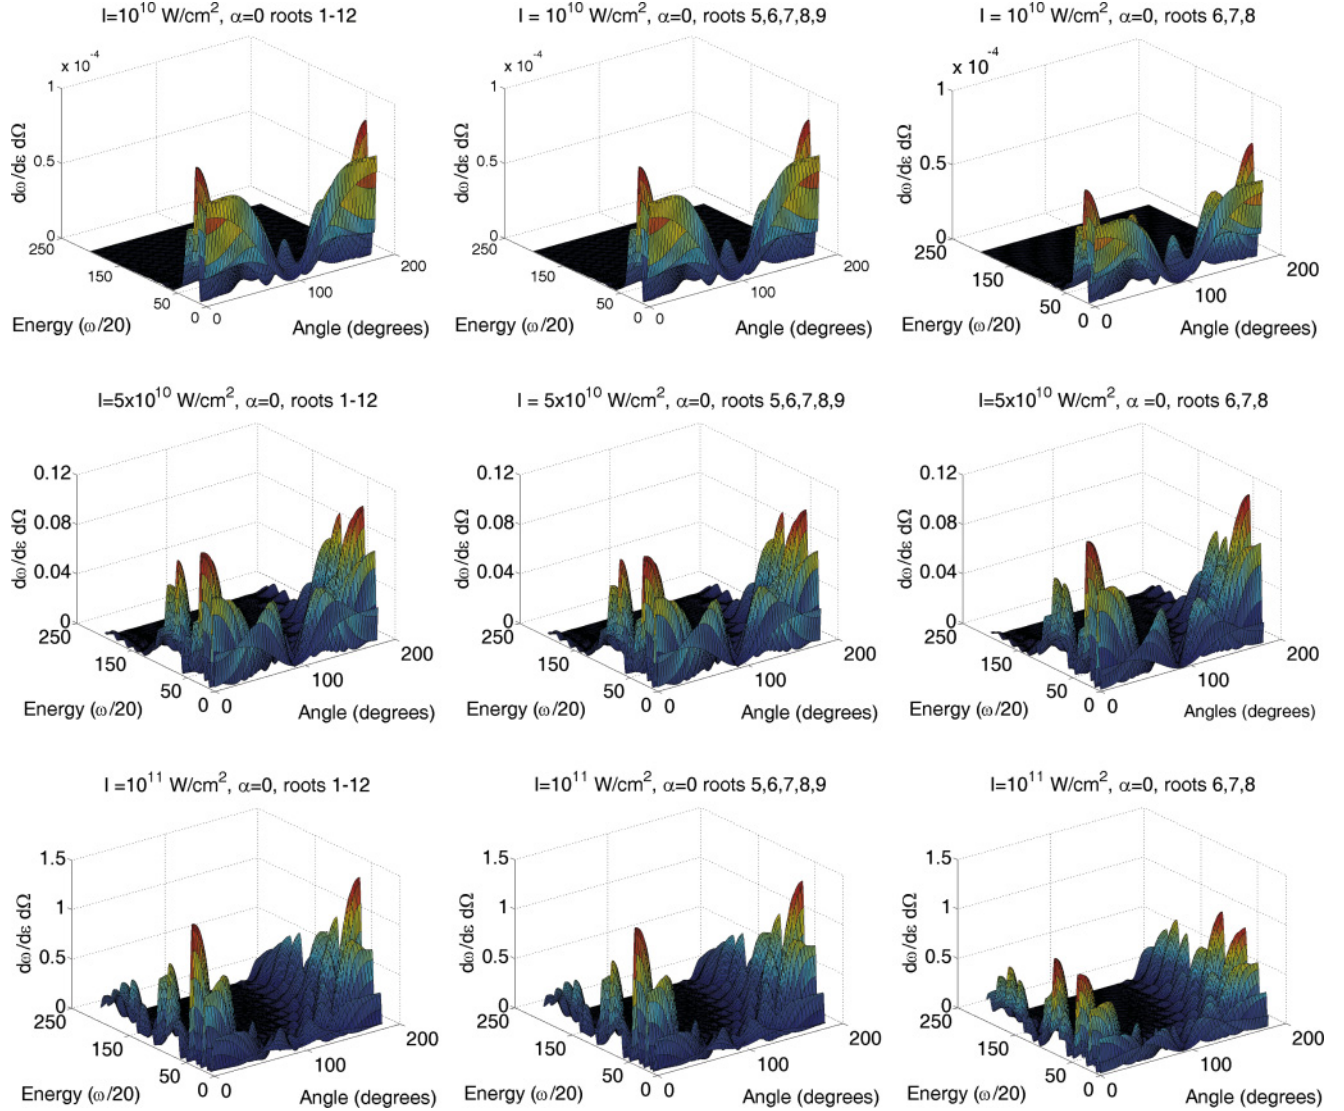 I = 10^10 W/cm^2, α=0 roots 1-12
I = 10^10 W/cm^2, α=0, roots 5,6,7,8,9
I = 10^10 W/cm^2, α=0, roots 6,7,8
x 10^-4
x 10^-4
x 10^-4
dω/dε dΩ
1
0.5
0
250
150
50
0
0
100
200
Energy (ω/20)
Angle (degrees)
dω/dε dΩ
1
0.5
0
250
150
50
0
0
100
200
Energy (ω/20)
Angle (degrees)
dω/dε dΩ
1
0.5
0
250
150
50
0
0
100
200
Energy (ω/20)
Angle (degrees)
I=5x10^10 W/cm^2, α=0, roots 1-12
I = 5x10^10 W/cm^2, α=0, roots 5,6,7,8,9
I=5x10^10 W/cm^2, α =0, roots 6,7,8
dω/dε dΩ
0.12
0.08
0.04
0
250
150
50
0
0
100
200
Energy (ω/20)
Angle (degrees)
dω/dε dΩ
0.12
0.08
0.04
0
250
150
50
0
0
100
200
Energy (ω/20)
Angle (degrees)
dω/dε dΩ
0.12
0.08
0.04
0
250
150
50
0
0
100
200
Energy (ω/20)
Angles (degrees)
I =10^11 W/cm^2, α=0, roots 1-12
I=10^11 W/cm^2, α=0 roots 5,6,7,8,9
I=10^11 W/cm^2, α=0, roots 6,7,8
dω/dε dΩ
1.5
1
0.5
0
250
150
50
0
0
100
200
Energy (ω/20)
Angle (degrees)
dω/dε dΩ
1.5
1
0.5
0
250
150
50
0
0
100
200
Energy (ω/20)
Angle (degrees)
dω/dε dΩ
1.5
1
0.5
0
250
150
50
0
0
100
200
Energy (ω/20)
Angle (degrees)